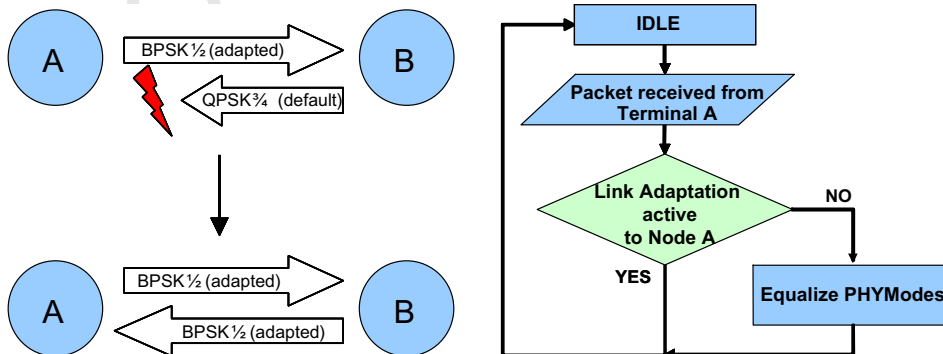 A
BPSK½ (adapted)
QPSK¾ (default)
B
A
BPSK½ (adapted)
BPSK½ (adapted)
B
IDLE
Packet received from
Terminal A
Link Adaptation
active
to Node A
NO
YES
Equalize PHYModes